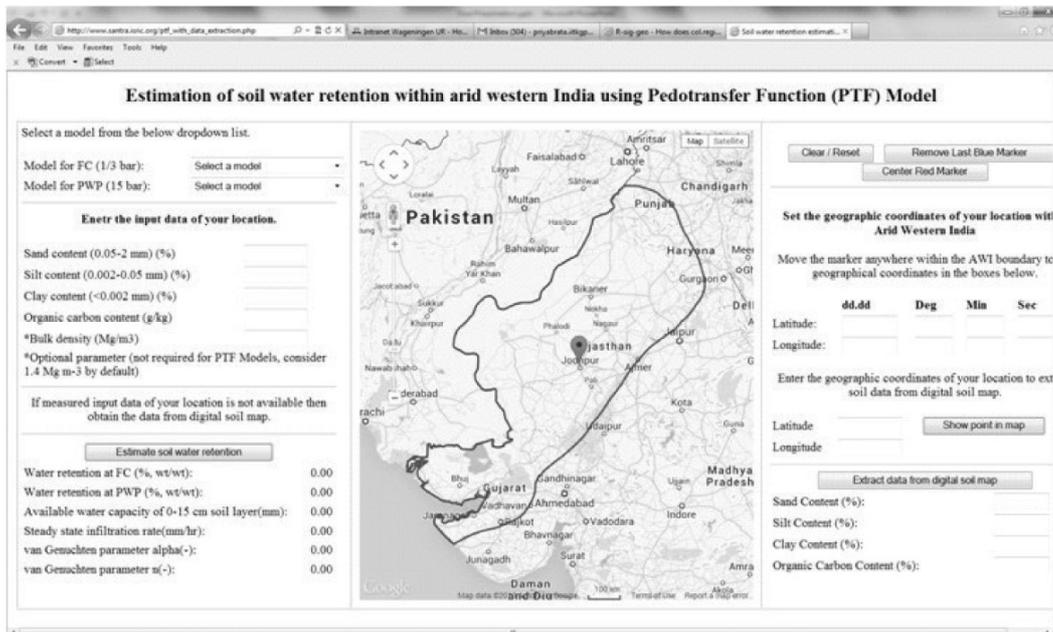 http://www.santra.ionic.org/ptf_with_data_extraction.php
Intranet Wageningen UR - Ho...
Inbox (304) - priyabrata.iitkgp...
R-sig-geo - How does col.regi...
Soil water retention estimati...
File Edit View Favorites Tools Help
x Convert Select
Estimation of soil water retention within arid western India using Pedotransfer Function (PTF) Model
Select a model from the below dropdown list.
Model for FC (1/3 bar): Select a model
Model for PWP (15 bar): Select a model
Enetr the input data of your location.
Sand content (0.05-2 mm) (%)
Silt content (0.002-0.05 mm) (%)
Clay content (<0.002 mm) (%)
Organic carbon content (g/kg)
*Bulk density (Mg/m3)
*Optional parameter (not required for PTF Models, consider
1.4 Mg m-3 by default)
If measured input data of your location is not available then
obtain the data from digital soil map.
Estimate soil water retention
Water retention at FC (%, wt/wt): 0.00
Water retention at PWP (%, wt/wt): 0.00
Available water capacity of 0-15 cm soil layer(mm): 0.00
Steady state infiltration rate(mm/hr): 0.00
van Genuchten parameter alpha(-): 0.00
van Genuchten parameter n(-): 0.00
Map Satellite
Amritsar
Faisalabad
Lahore
Shimla
Layyah
Sahiwal
Chandigarh
Loralai
Multan
Punjab
Pakistan
Hasilpur
Bahawalpur
Haryana
Rahim
Yar Khan
Gurgaon
Jacobabad
Bikaner
Sukkur
Nokha
Khairpur
Phalodi
Nagaur
Jaipur
jasthan
Jodhpur
Nawabshah
Ajmer
Pali
derabad
Kota
rachi
Guna
Udaipur
Madhya
Pradesh
Bhuj
Gandhinagar
Ujjain
Gujarat
Vadhavan
Ahmedabad
Indore
Rajkot
Vadodara
Bhavnagar
Junagadh
Surat
Amra
Daman
and Diu
Akola
Google
100 km
Terms of Use
Report a map error
Clear / Reset
Remove Last Blue Marker
Center Red Marker
Set the geographic coordinates of your location with
Arid Western India
Move the marker anywhere within the AWI boundary to
geographical coordinates in the boxes below.
dd.dd Deg Min Sec
Latitude:
Longitude:
Enter the geographic coordinates of your location to ext
soil data from digital soil map.
Latitude
Show point in map
Longitude
Extract data from digital soil map
Sand Content (%):
Silt Content (%):
Clay Content (%):
Organic Carbon Content (%):